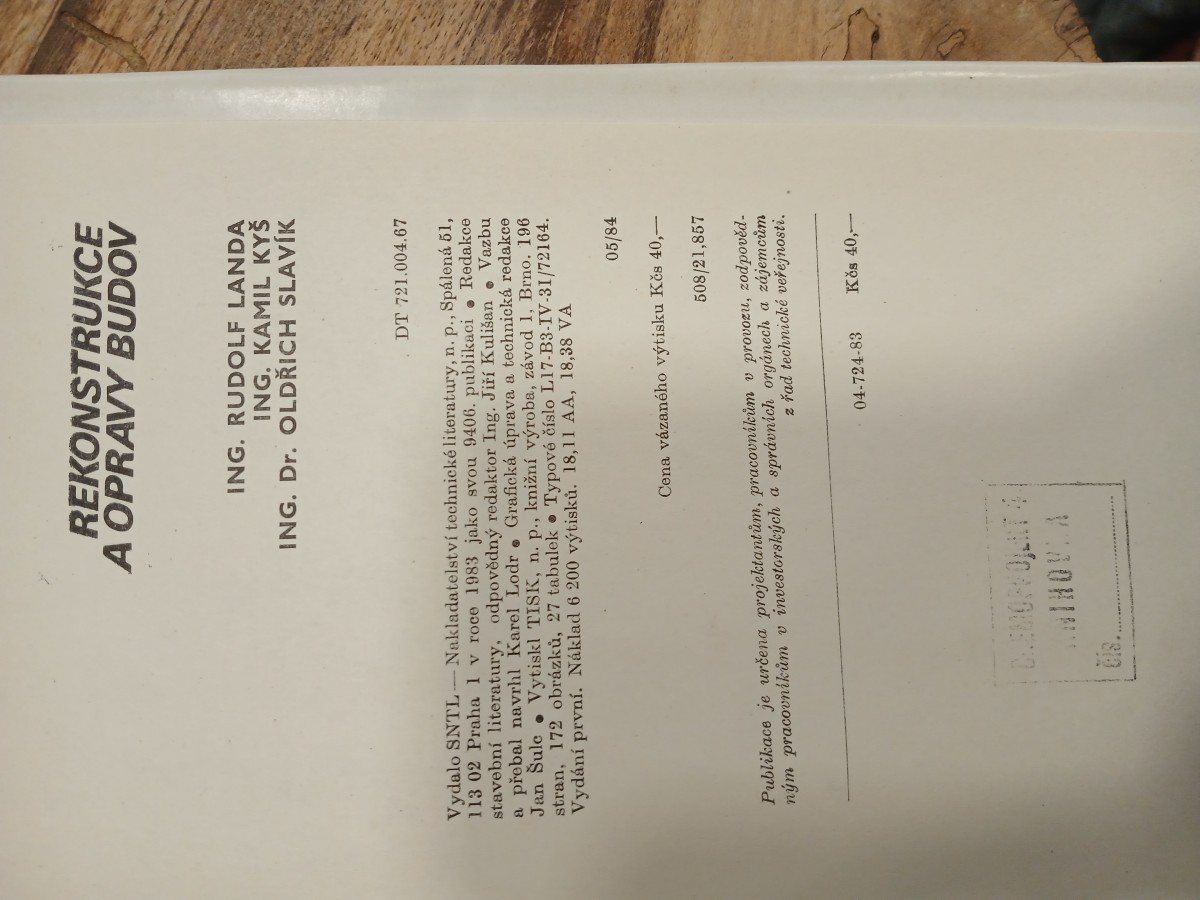 REKONSTRUKCE
A OPRAVY BUDOV
ING. RUDOLF LANDA
ING. KAMIL KYŠ
ING. Dr. OLDŘICH SLAVÍK
DT 721.004.67
Vydalo SNTL — Nakladatelství technické literatury, n. p., Spálená 51,
113 02 Praha 1 v roce 1983 jako svou 9406. publikaci ● Redakce
stavební literatury, odpovědný redaktor Ing. Jiří Kulišan ● Vazbu
a přebal navrhl Karel Lodr ● Grafická úprava a technická redakce
Jan Šulc ● Vytiskl TISK, n. p., knižní výroba, závod 1, Brno. 196
stran, 172 obrázků, 27 tabulek ● Typové číslo L17-B3-IV-31/72164.
Vydání první. Náklad 6 200 výtisků. 18,11 AA, 18,38 VA
05/84
Cena vázaného výtisku Kčs 40,—
508/21,857
Publikace je určena projektantům, pracovníkům v provozu, zodpověd-
ným pracovníkům v investorských a správních orgánech a zájemcům
z řad technické veřejnosti.
04-724-83 Kčs 40,—
čís.